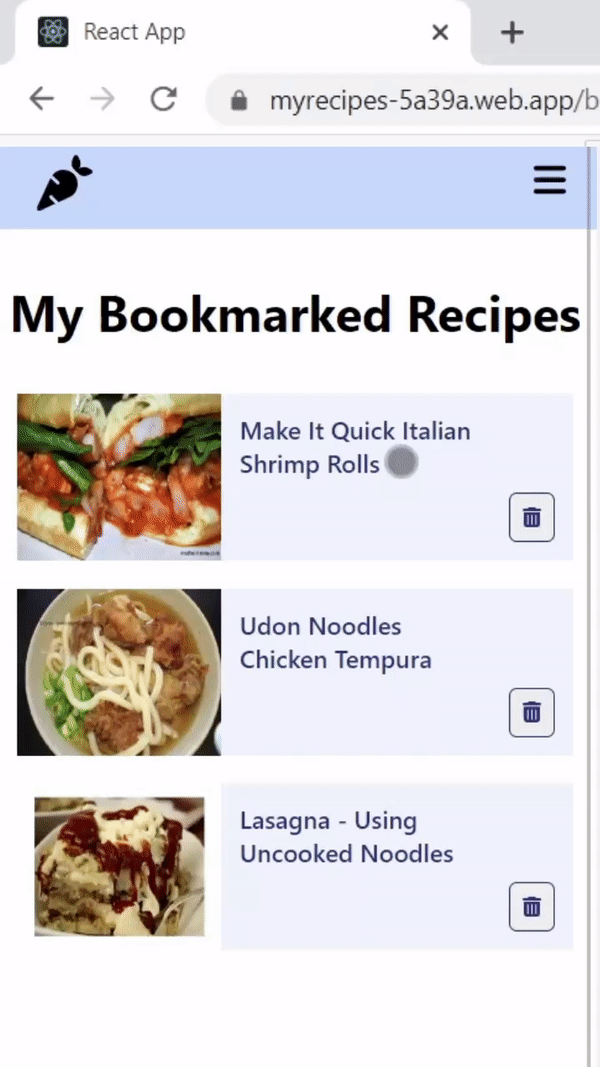 React App
myrecipes-5a39a.web.app/b
My Bookmarked Recipes
Make It Quick Italian
Shrimp Rolls
Udon Noodles
Chicken Tempura
Lasagna - Using
Uncooked Noodles